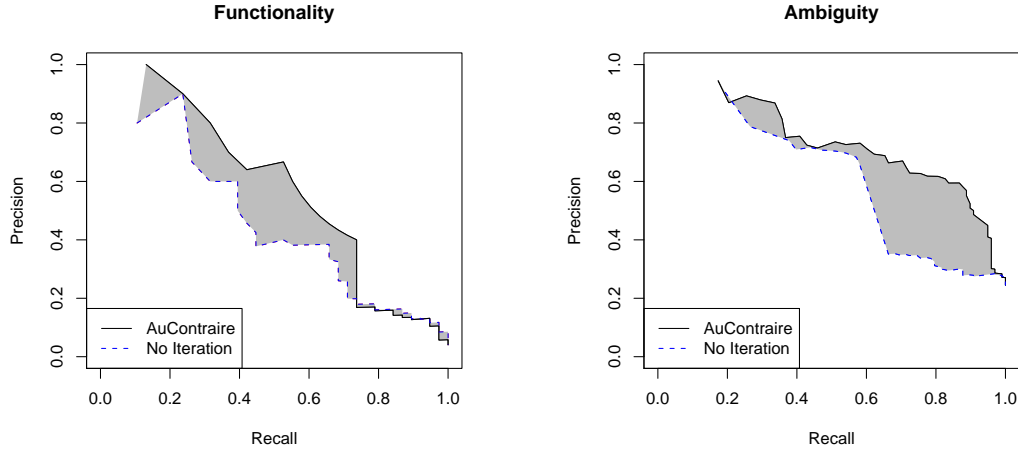 Functionality
Precision
1.0
0.8
0.6
0.4
0.2
0.0
AuContraire
No Iteration
0.0 0.2 0.4 0.6 0.8 1.0
Recall
Ambiguity
Precision
1.0
0.8
0.6
0.4
0.2
0.0
AuContraire
No Iteration
0.0 0.2 0.4 0.6 0.8 1.0
Recall